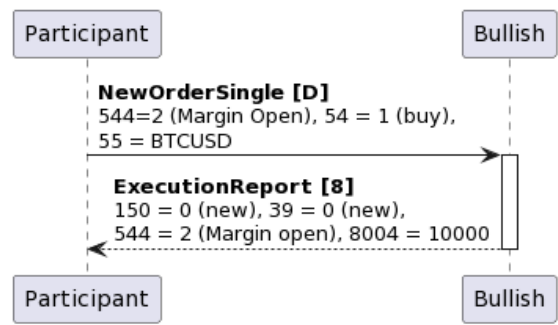 Participant
Bullish
NewOrderSingle [D]
544=2 (Margin Open), 54 = 1 (buy),
55 = BTCUSD
ExecutionReport [8]
150 = 0 (new), 39 = 0 (new),
544 = 2 (Margin open), 8004 = 10000
Participant
Bullish